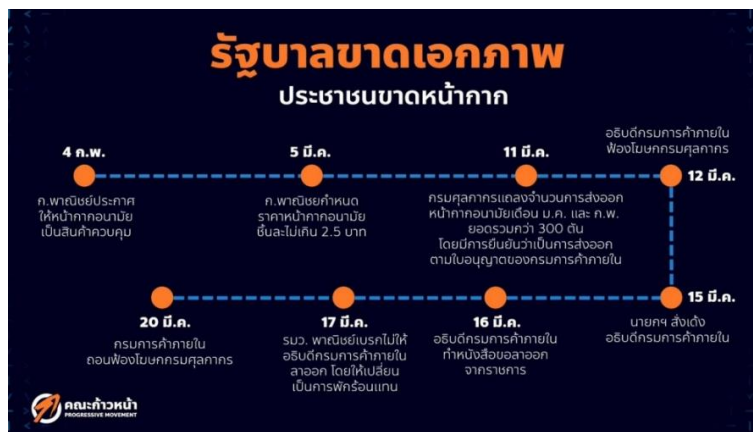 รัฐบาลขาดเอกภาพ
ประชาชนขาดหน้ากาก
4 ก.พ.
ก.พาณิชย์ประกาศ
ให้หน้ากากอนามัย
เป็นสินค้าควบคุม
5 มี.ค.
ก.พาณิชยกำหนด
ราคาหน้ากากอนามัย
ชิ้นละไม่เกิน 2.5 บาท
11 มี.ค.
กรมศุลกากรแถลงจำนวนการส่งออก
หน้ากากอนามัยเดือน ม.ค. และ ก.พ.
ยอดรวมกว่า 300 ตัน
โดยมีการยืนยันว่าเป็นการส่งออก
ตามใบอนุญาตของกรมการค้าภายใน
อธิบดีกรมการค้าภายใน
ฟ้องโฆษกกรมศุลกากร
12 มี.ค.
15 มี.ค.
นายกฯ สั่งเด้ง
อธิบดีกรมการค้าภายใน
16 มี.ค.
อธิบดีกรมการค้าภายใน
ทำหนังสือขอลาออก
จากราชการ
17 มี.ค.
รมว. พาณิชย์เบรกไม่ให้
อธิบดีกรมการค้าภายใน
ลาออก โดยให้เปลี่ยน
เป็นการพักร้อนแทน
20 มี.ค.
กรมการค้าภายใน
ถอนฟ้องโฆษกกรมศุลกากร
คณะก้าวหน้า
PROGRESSIVE MOVEMENT